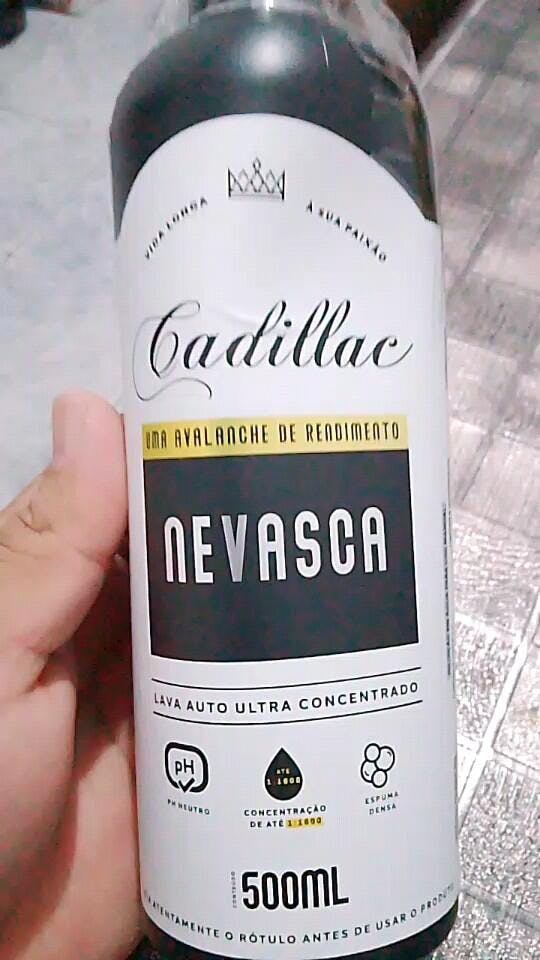 VIDA LONGA À SUA PAIXÃO
Cadillac
UMA AVALANCHE DE RENDIMENTO
NEVASCA
LAVA AUTO ULTRA CONCENTRADO
pH
PH NEUTRO
ATÉ
1:1800
CONCENTRAÇÃO
DE ATÉ 1:1800
ESPUMA
DENSA
CONTEÚDO
500ML
ATENTAMENTE O RÓTULO ANTES DE USAR O PRODUTO